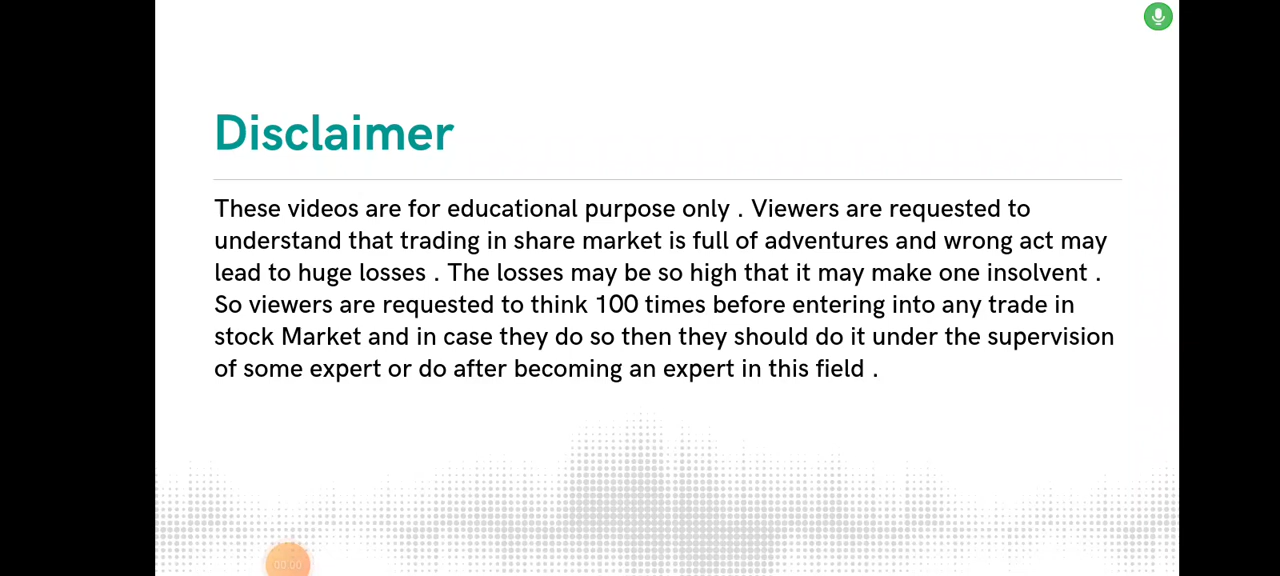 Disclaimer
These videos are for educational purpose only . Viewers are requested to
understand that trading in share market is full of adventures and wrong act may
lead to huge losses . The losses may be so high that it may make one insolvent .
So viewers are requested to think 100 times before entering into any trade in
stock Market and in case they do so then they should do it under the supervision
of some expert or do after becoming an expert in this field .
00:00